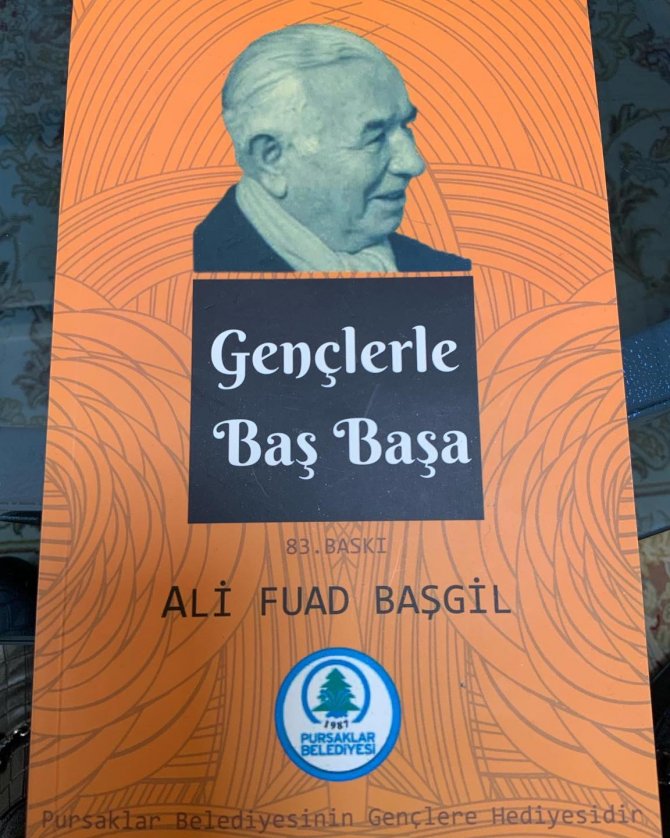 Gençlerle
Baş Başa
83.BASKI
ALİ FUAD BAŞGİL
1987
PURSAKLAR
BELEDİYESİ
Pursaklar Belediyesinin Gençlere Hediyesidir